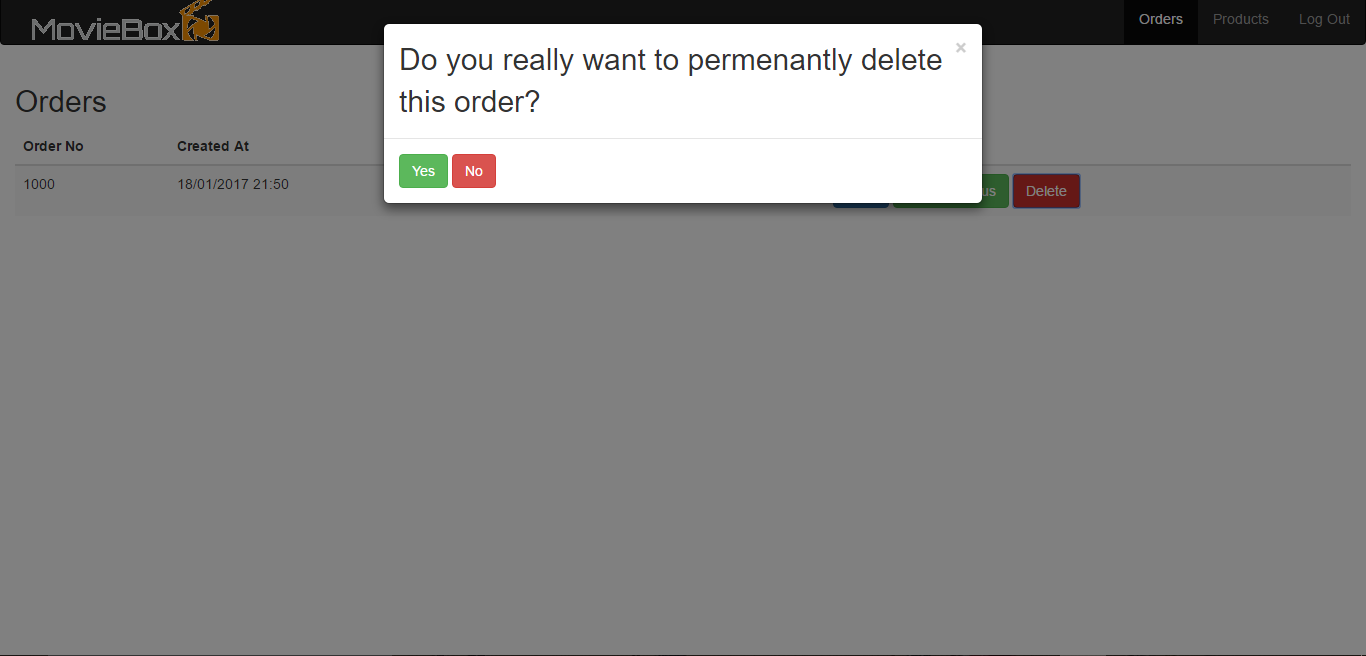 MovieBox
Orders Products Log Out
Do you really want to permenantly delete
this order?
×
Yes No
Orders
Order No Created At
1000 18/01/2017 21:50 us Delete